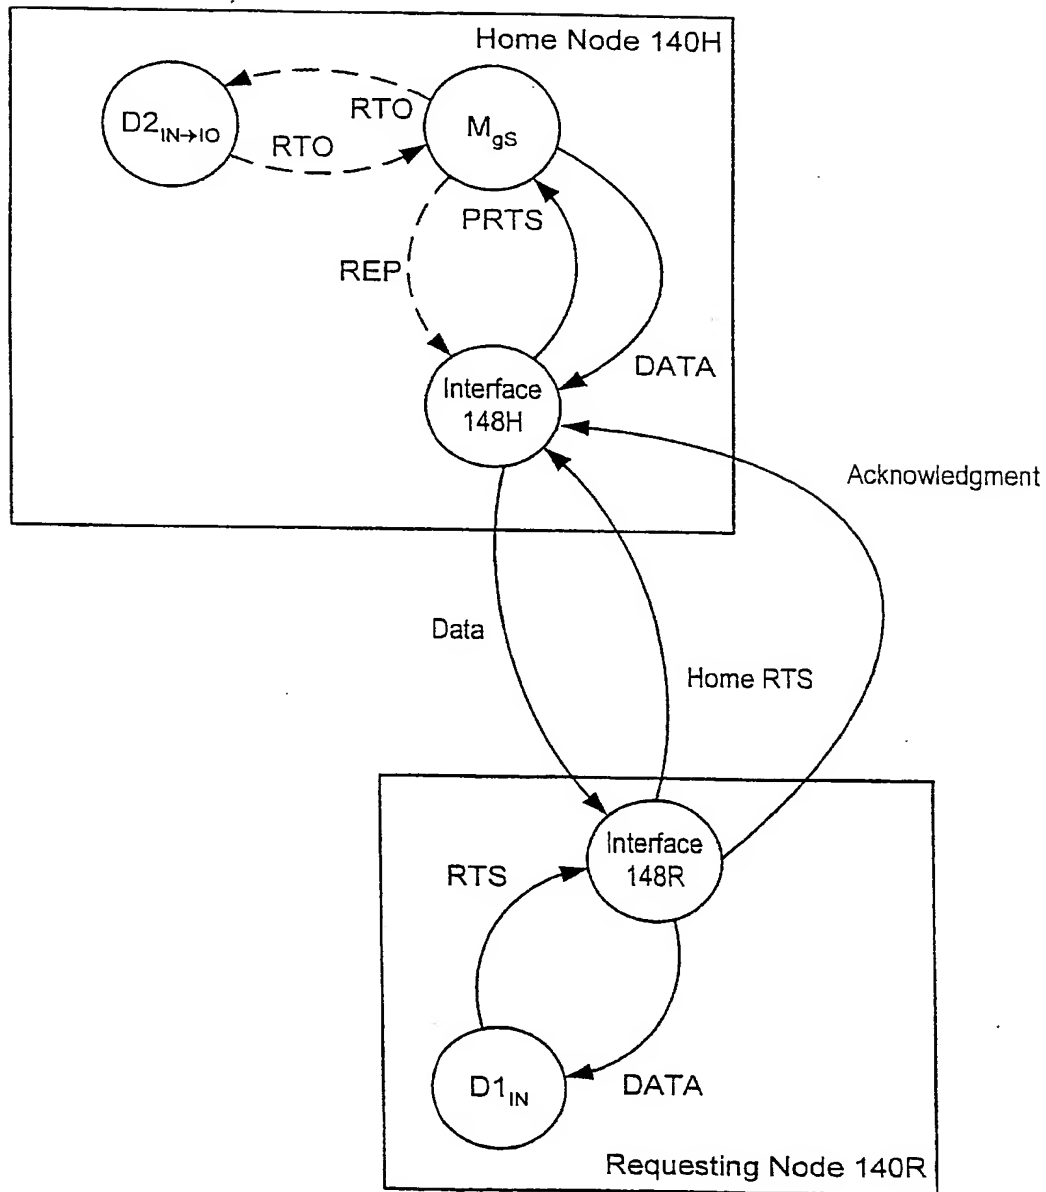 Home Node 140H
D2IN→IO
RTO
RTO
MgS
PRTS
REP
DATA
Interface
148H
Acknowledgment
Data
Home RTS
Interface
148R
RTS
D1IN
DATA
Requesting Node 140R